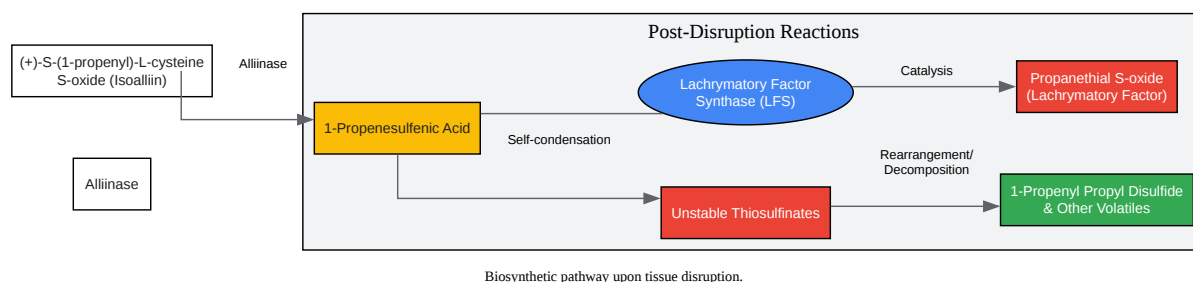 Post-Disruption Reactions
(+)-S-(1-propenyl)-L-cysteine
S-oxide (Isoalliin)
Alliinase
1-Propenesulfenic Acid
Lachrymatory Factor
Synthase (LFS)
Catalysis
Propanethial S-oxide
(Lachrymatory Factor)
Self-condensation
Alliinase
Unstable Thiosulfinates
Rearrangement/
Decomposition
1-Propenyl Propyl Disulfide
& Other Volatiles
Biosynthetic pathway upon tissue disruption.